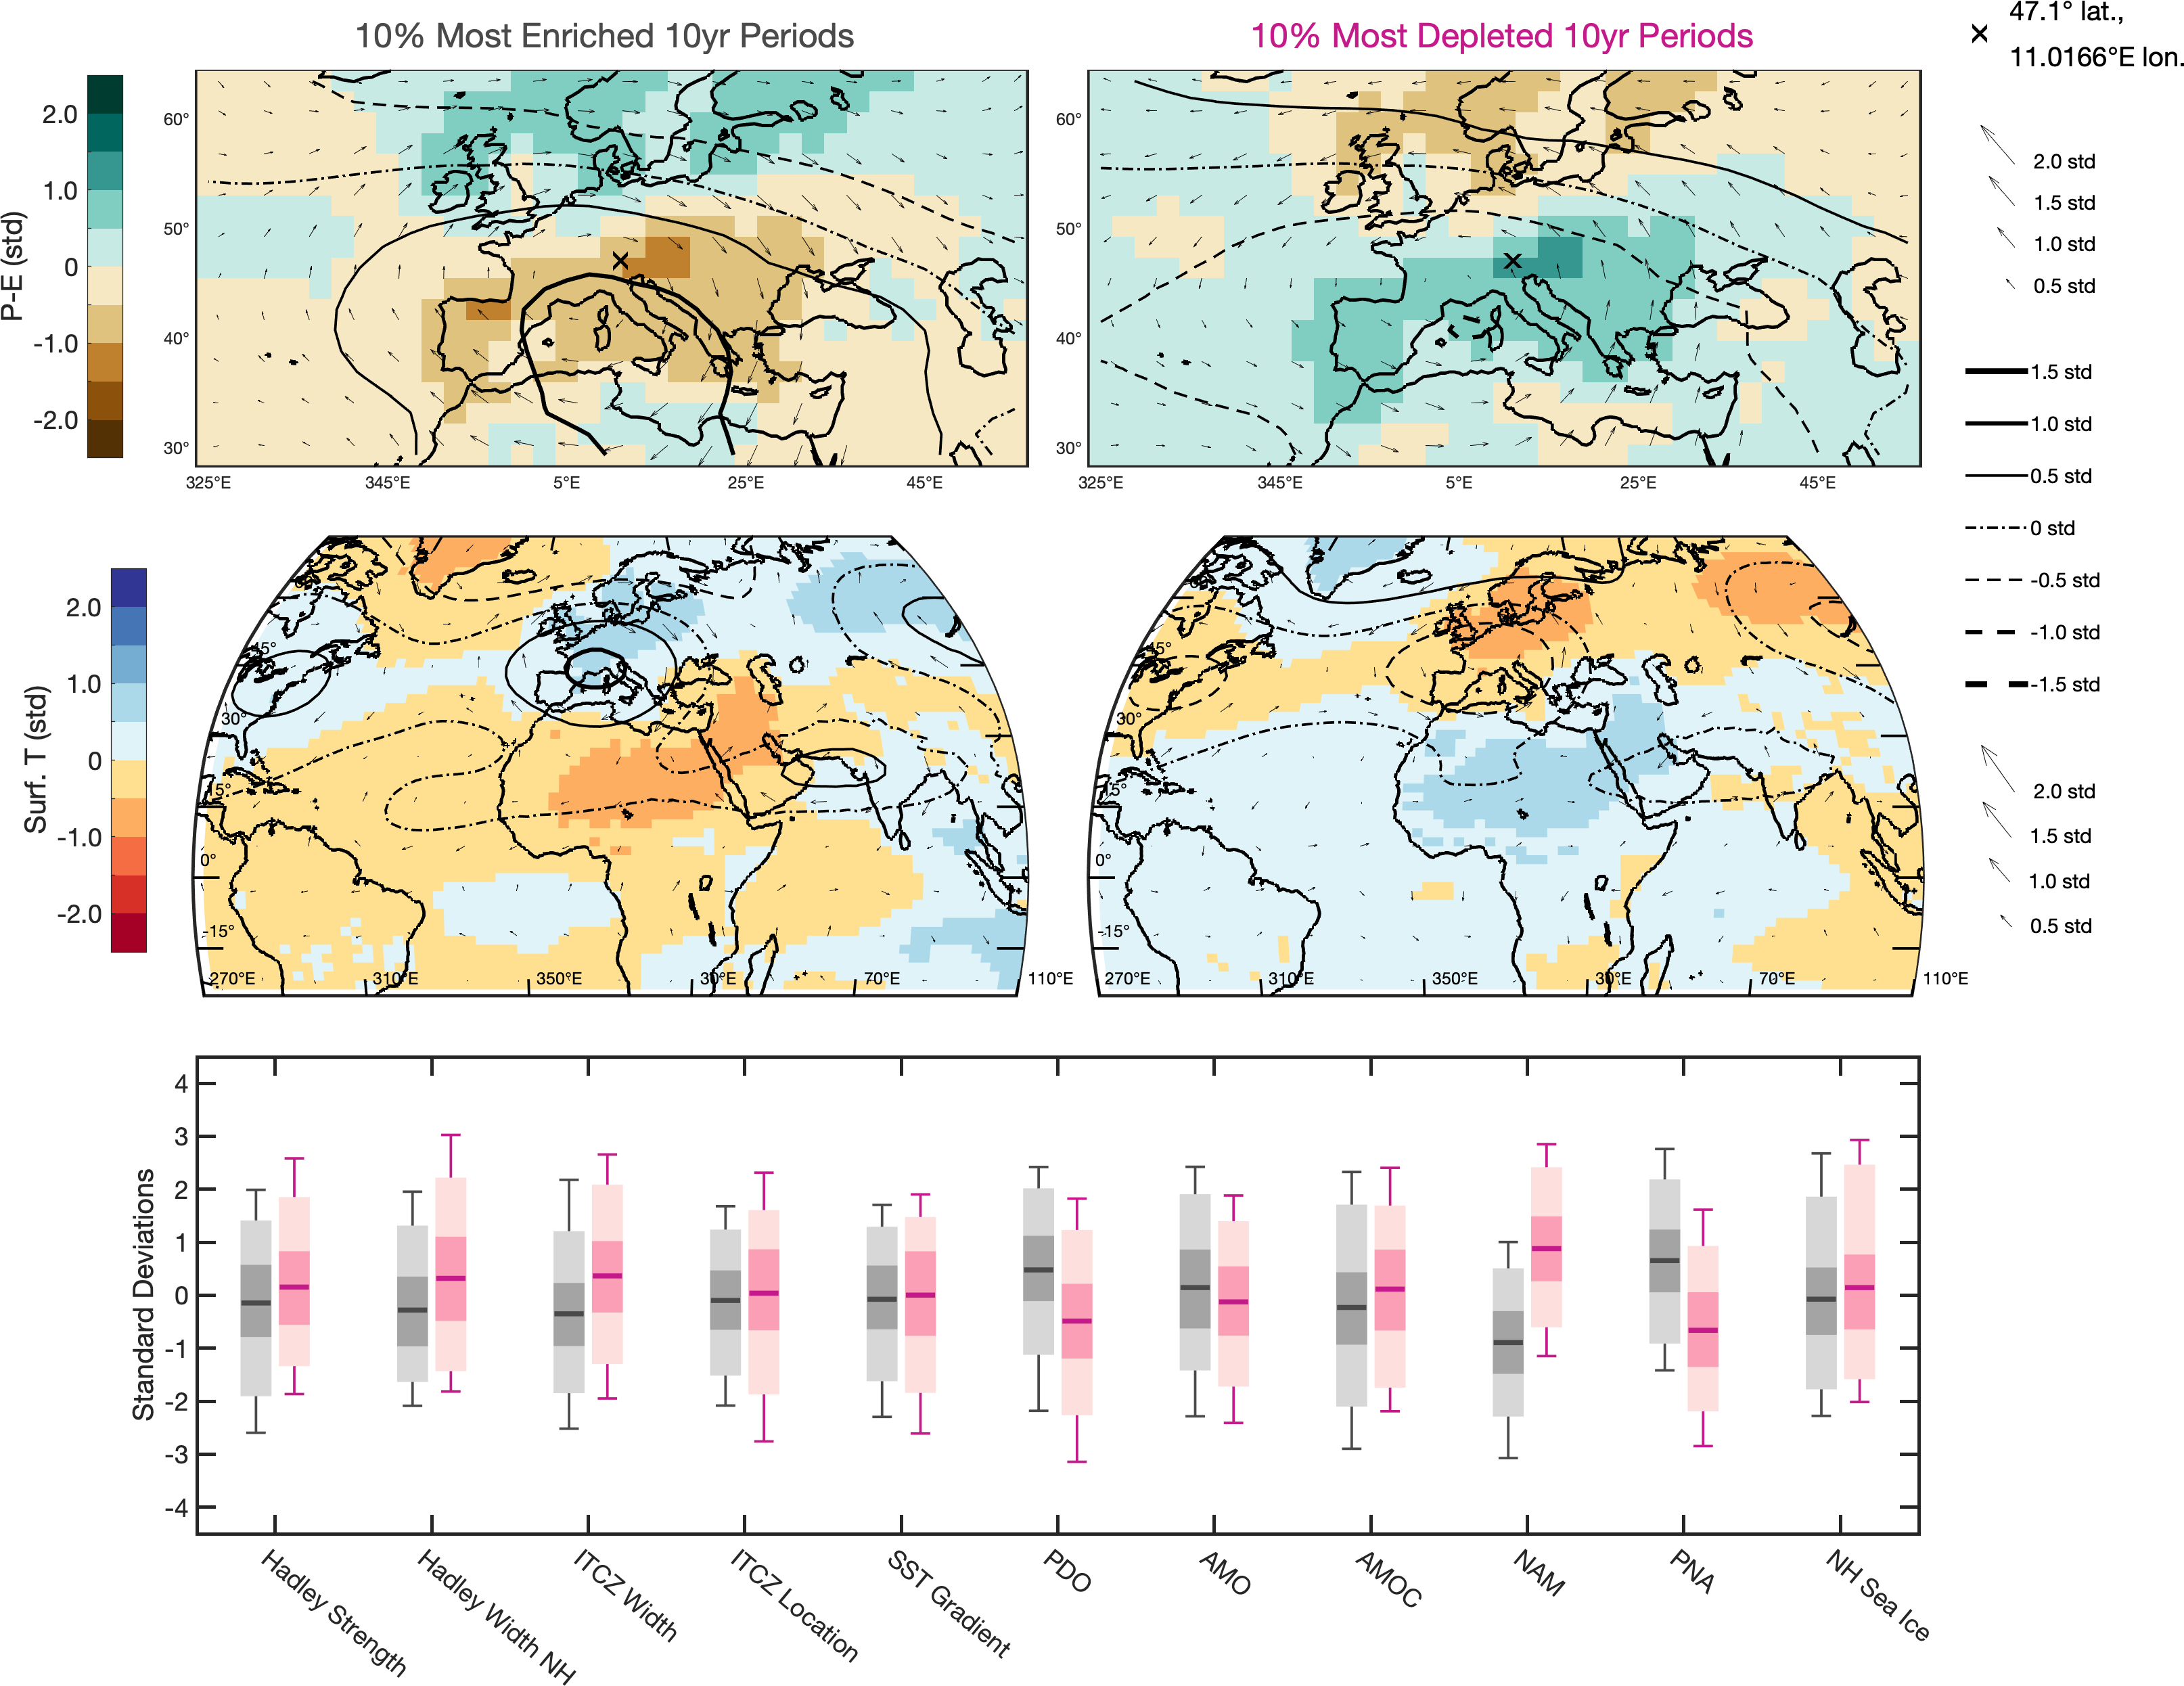 10% Most Enriched 10yr Periods
10% Most Depleted 10yr Periods
47.1° lat.,
11.0166°E lon.
P-E (std)
2.0
1.0
0
-1.0
-2.0
60°
50°
40°
30°
325°E
345°E
5°E
25°E
45°E
60°
50°
40°
30°
325°E
345°E
5°E
25°E
45°E
2.0 std
1.5 std
1.0 std
0.5 std
1.5 std
1.0 std
0.5 std
0 std
-0.5 std
-1.0 std
-1.5 std
Surf. T (std)
2.0
1.0
0
-1.0
-2.0
45°
30°
15°
0°
-15°
270°E
310°E
350°E
30°E
70°E
110°E
45°
30°
15°
0°
-15°
270°E
310°E
350°E
30°E
70°E
110°E
2.0 std
1.5 std
1.0 std
0.5 std
Standard Deviations
4
3
2
1
0
-1
-2
-3
-4
Hadley Strength
Hadley Width NH
ITCZ Width
ITCZ Location
SST Gradient
PDO
AMO
AMOC
NAM
PNA
NH Sea Ice